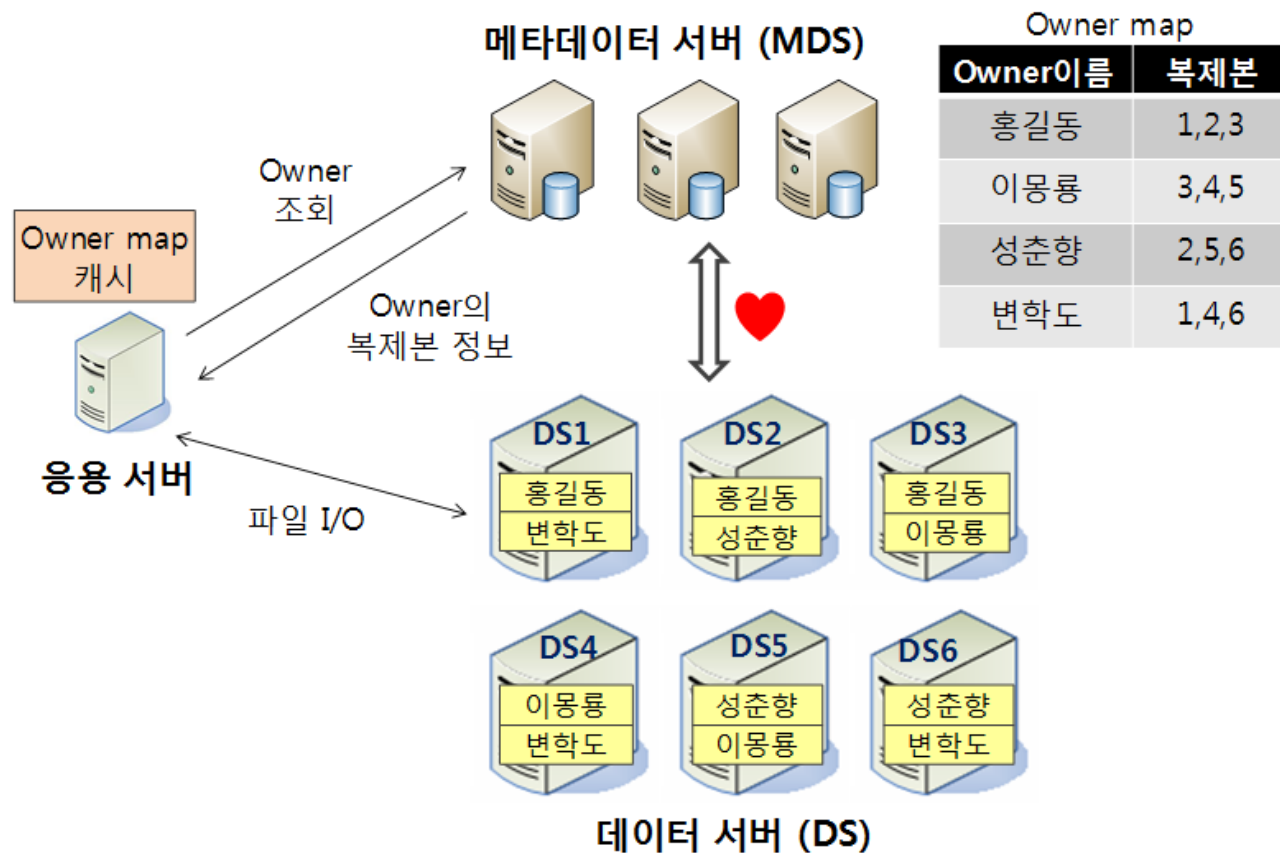 메타데이터 서버 (MDS)
Owner map
Owner이름 복제본
홍길동 1,2,3
이몽룡 3,4,5
성춘향 2,5,6
변학도 1,4,6
Owner
조회
Owner map
캐시
Owner의
복제본 정보
응용 서버
파일 I/O
DS1
홍길동
변학도
DS2
홍길동
성춘향
DS3
홍길동
이몽룡
DS4
이몽룡
변학도
DS5
성춘향
이몽룡
DS6
성춘향
변학도
데이터 서버 (DS)